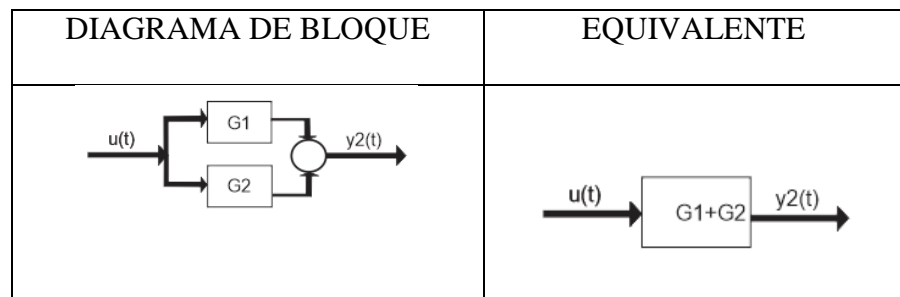 DIAGRAMA DE BLOQUE
EQUIVALENTE
G1
u(t)
y2(t)
G2
u(t)
G1+G2
y2(t)